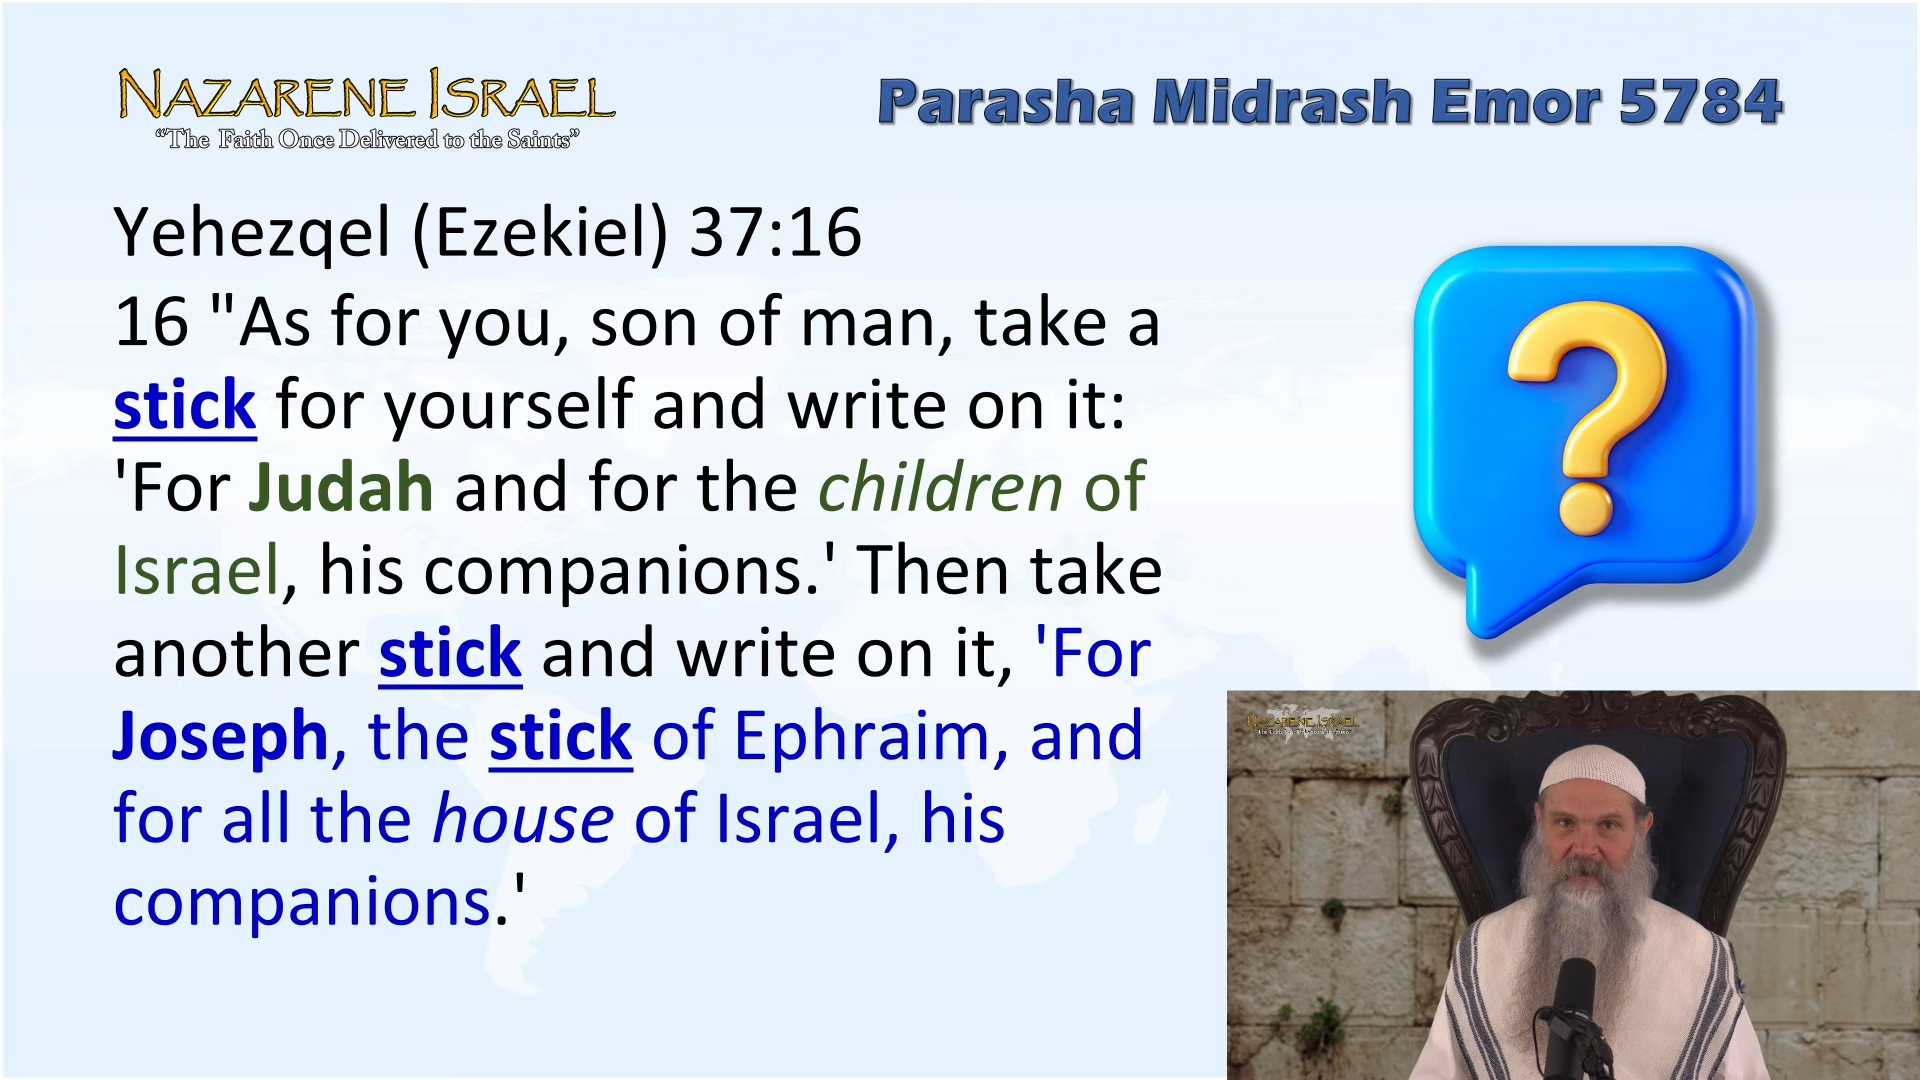 NAZARENE ISRAEL
“The Faith Once Delivered to the Saints”
Parasha Midrash Emor 5784
Yehezqel (Ezekiel) 37:16
16 "As for you, son of man, take a
stick for yourself and write on it:
'For Judah and for the children of
Israel, his companions.' Then take
another stick and write on it, 'For
Joseph, the stick of Ephraim, and
for all the house of Israel, his
companions.'
?
NAZARENE ISRAEL